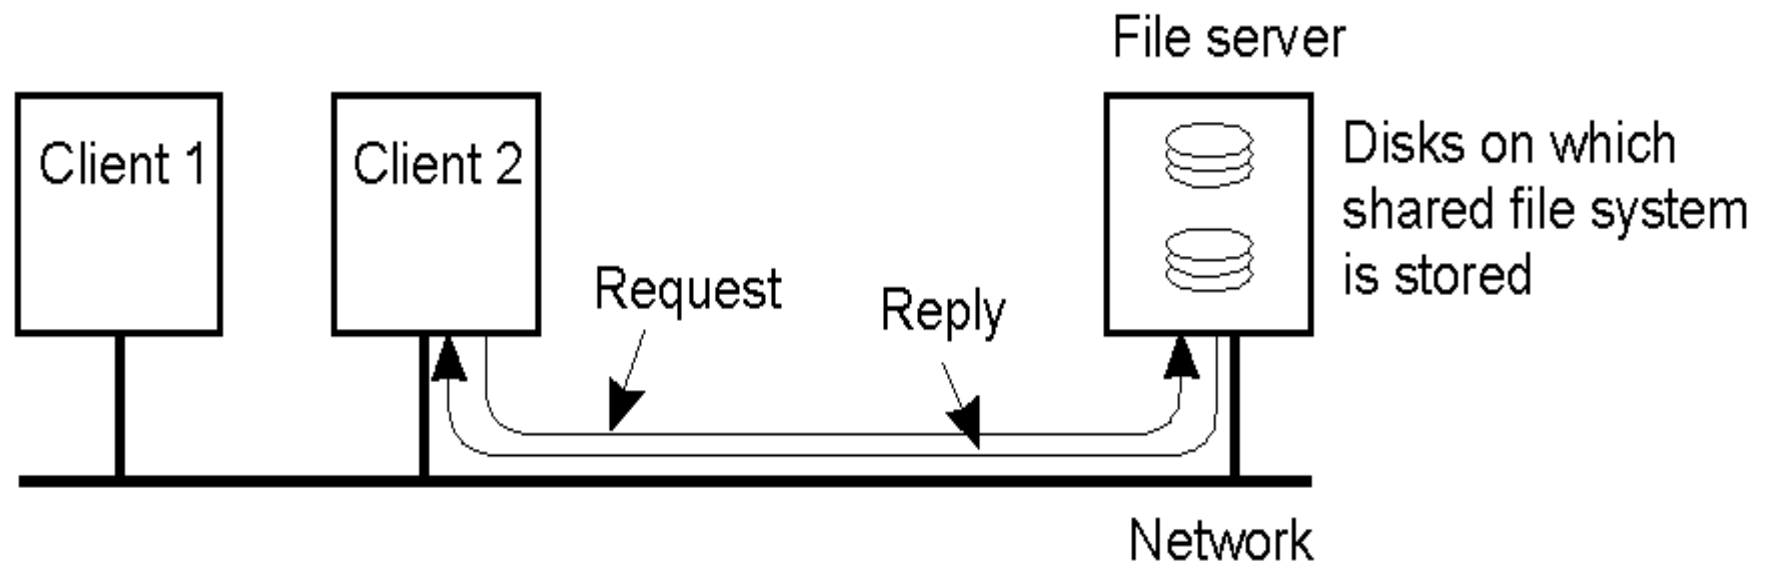 File server
Client 1
Client 2
Disks on which
shared file system
is stored
Request
Reply
Network